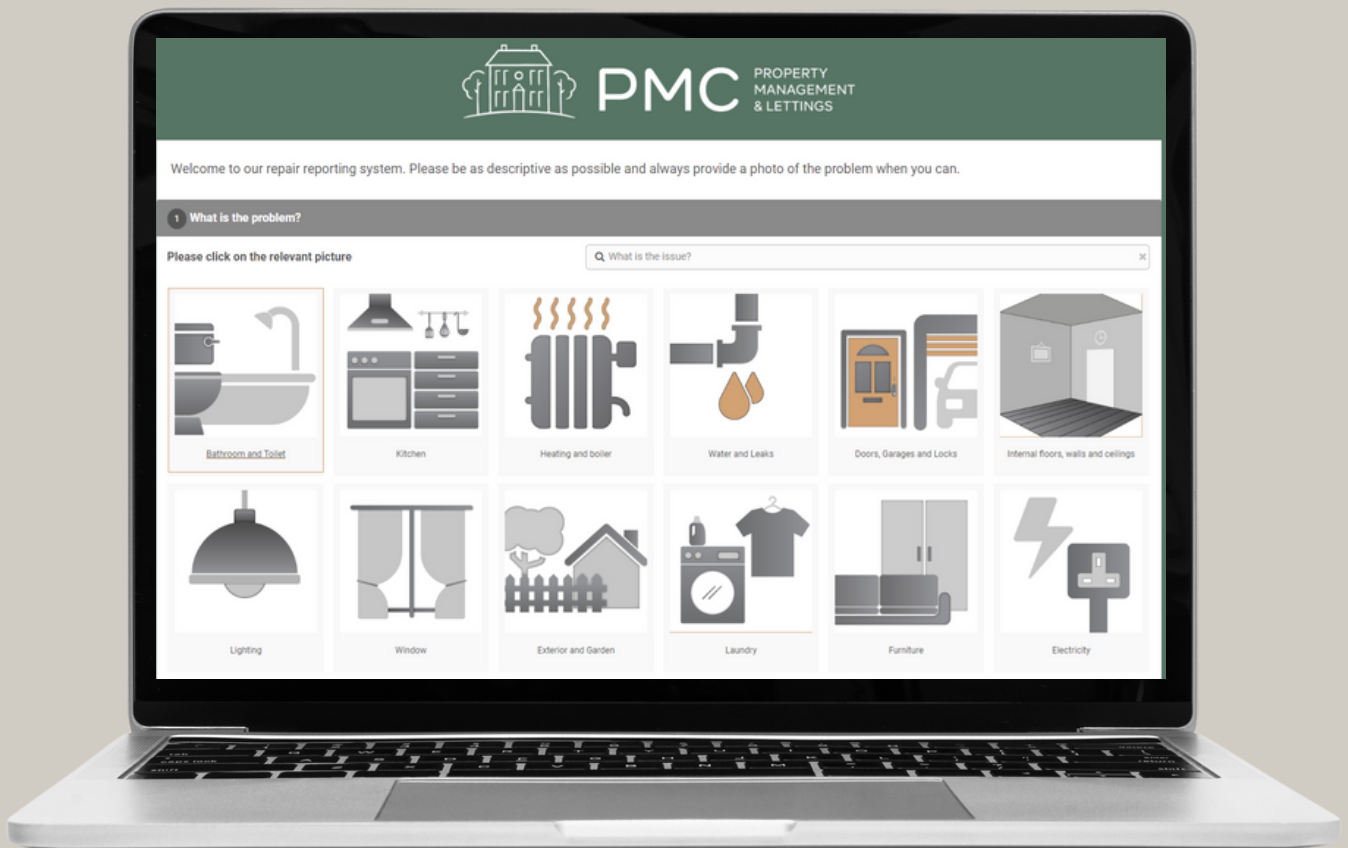 PMC
PROPERTY
MANAGEMENT
& LETTINGS
Welcome to our repair reporting system. Please be as descriptive as possible and always provide a photo of the problem when you can.
1 What is the problem?
Please click on the relevant picture
What is the issue?
Bathroom and Toilet
Kitchen
Heating and boiler
Water and Leaks
Doors, Garages and Locks
Internal floors, walls and ceilings
Lighting
Window
Exterior and Garden
Laundry
Furniture
Electricity